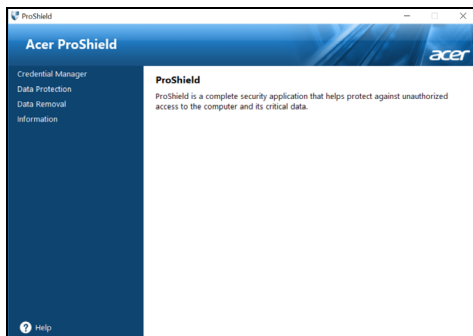 ProShield
Acer ProShield
acer
Credential Manager
Data Protection
Data Removal
Information
ProShield
ProShield is a complete security application that helps protect against unauthorized
access to the computer and its critical data.
? Help